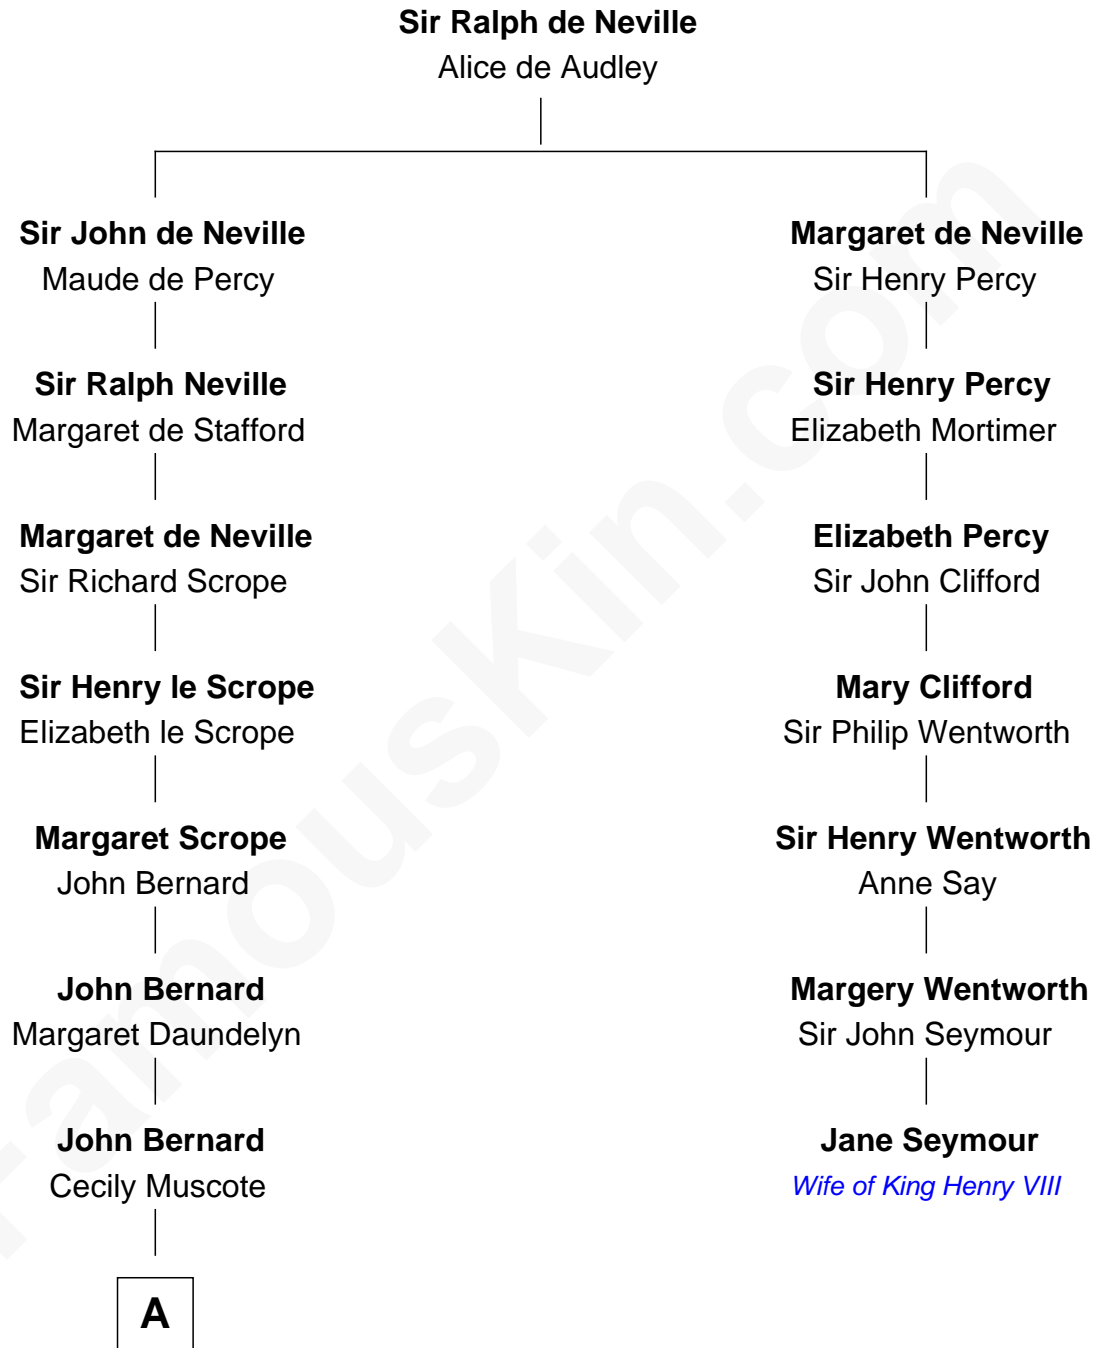 Sir Ralph de Neville
Alice de Audley
Sir John de Neville
Maude de Percy
Margaret de Neville
Sir Henry Percy
Sir Ralph Neville
Margaret de Stafford
Sir Henry Percy
Elizabeth Mortimer
Margaret de Neville
Sir Richard Scrope
Elizabeth Percy
Sir John Clifford
Sir Henry le Scrope
Elizabeth le Scrope
Mary Clifford
Sir Philip Wentworth
Margaret Scrope
John Bernard
Sir Henry Wentworth
Anne Say
John Bernard
Margaret Daundelyn
Margery Wentworth
Sir John Seymour
John Bernard
Cecily Muscote
Jane Seymour
Wife of King Henry VIII
A
FamousKin.com